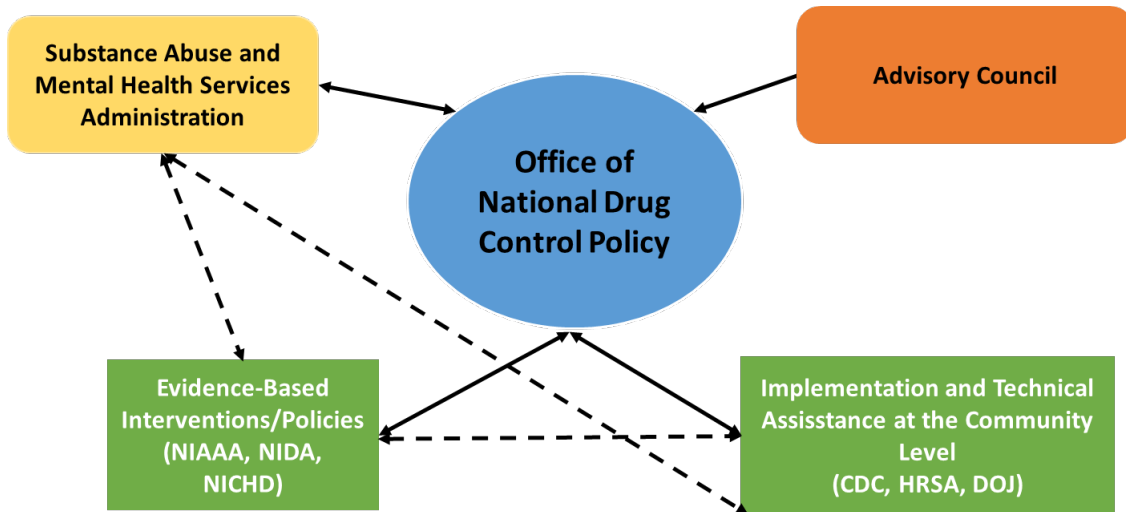 Substance Abuse and
Mental Health Services
Administration
Advisory Council
Office of
National Drug
Control Policy
Evidence-Based
Interventions/Policies
(NIAAA, NIDA,
NICHD)
Implementation and Technical
Assisstance at the Community
Level
(CDC, HRSA, DOJ)